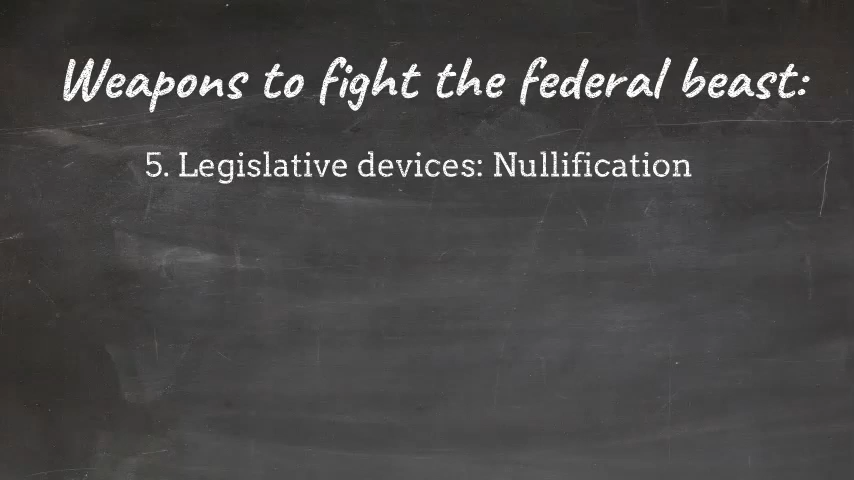 Weapons to fight the federal beast:
5. Legislative devices: Nullification